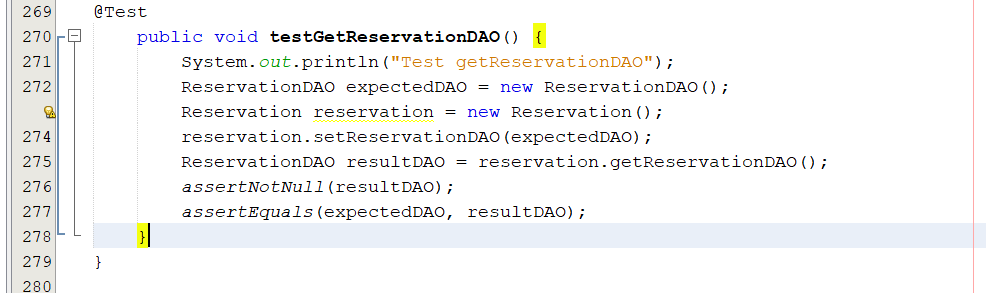 269 @Test
270 public void testGetReservationDAO() {
271 System.out.println("Test getReservationDAO");
272 ReservationDAO expectedDAO = new ReservationDAO();
Reservation reservation = new Reservation();
274 reservation.setReservationDAO(expectedDAO);
275 ReservationDAO resultDAO = reservation.getReservationDAO();
276 assertNotNull(resultDAO);
277 assertEquals(expectedDAO, resultDAO);
278 }
279 }
280